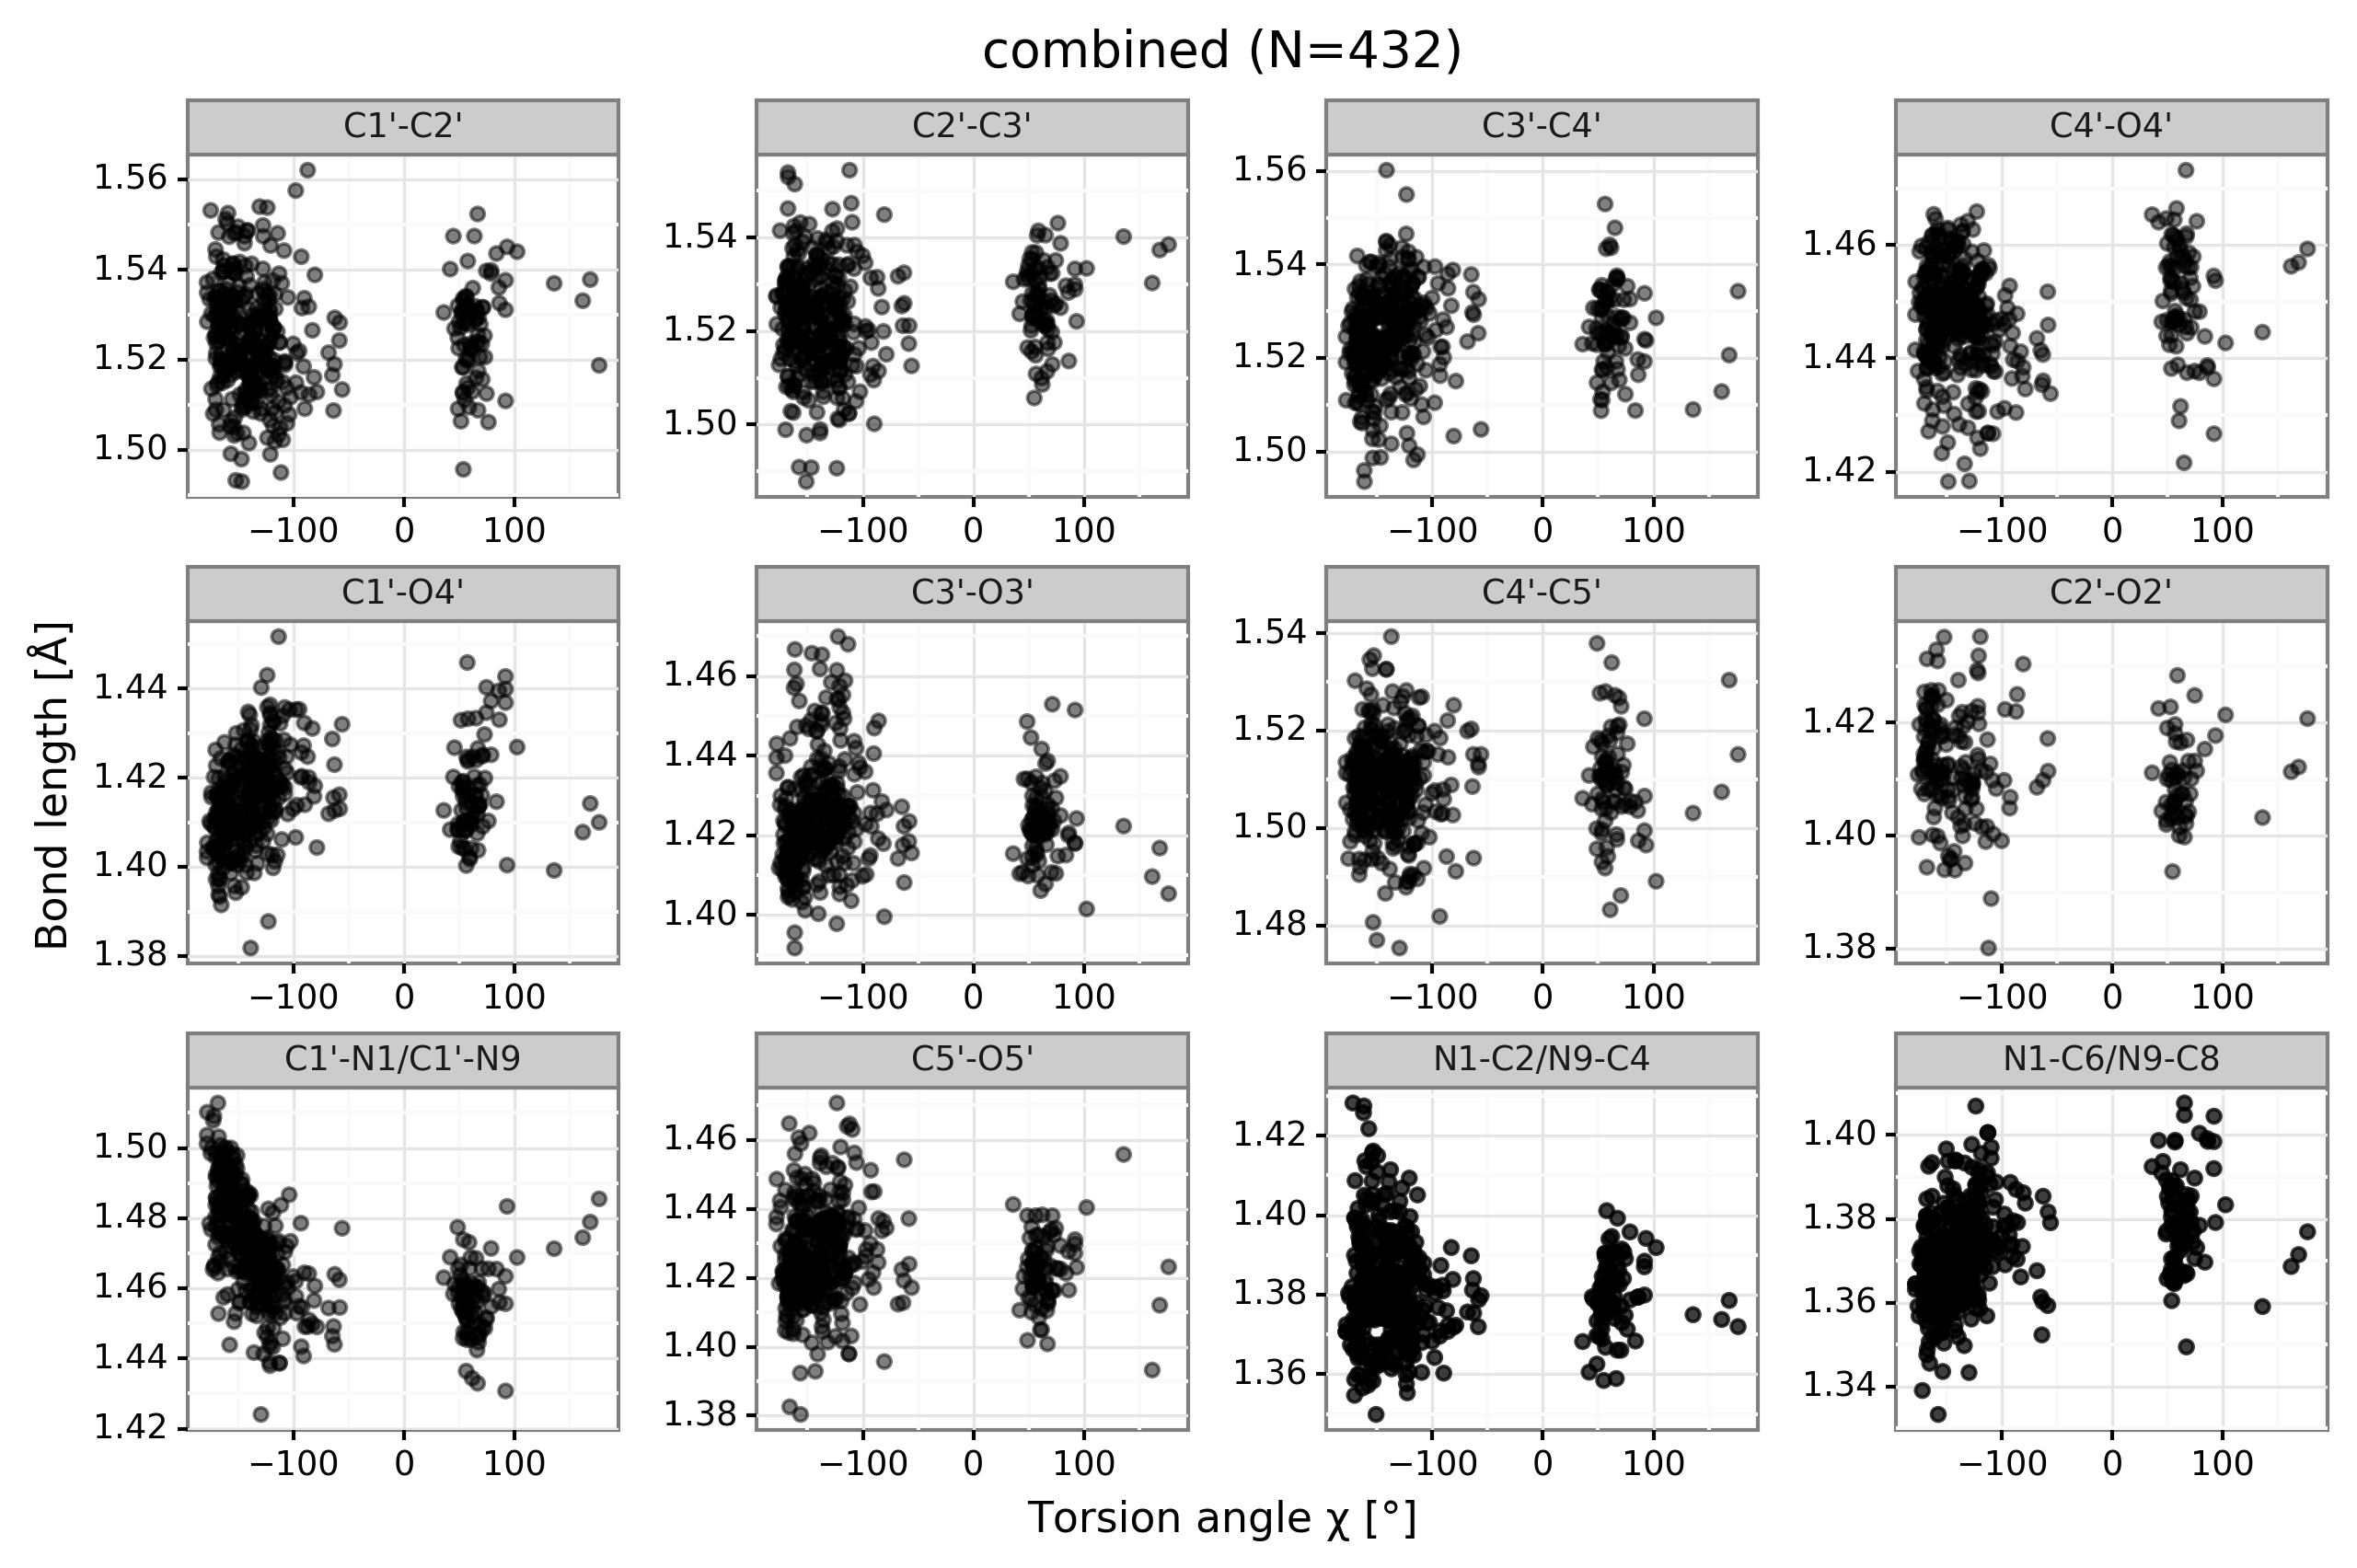 combined (N=432)
C1'-C2' C2'-C3' C3'-C4' C4'-O4'
1.56 1.54 1.52 1.50
1.54 1.52 1.50
1.56 1.54 1.52 1.50
1.46 1.44 1.42
−100 0 100 −100 0 100 −100 0 100 −100 0 100
C1'-O4' C3'-O3' C4'-C5' C2'-O2'
1.44 1.42 1.40 1.38
1.46 1.44 1.42 1.40
1.54 1.52 1.50 1.48
1.42 1.40 1.38
−100 0 100 −100 0 100 −100 0 100 −100 0 100
Bond length [Å]
C1'-N1/C1'-N9 C5'-O5' N1-C2/N9-C4 N1-C6/N9-C8
1.50 1.48 1.46 1.44 1.42
1.46 1.44 1.42 1.40 1.38
1.42 1.40 1.38 1.36
1.40 1.38 1.36 1.34
−100 0 100 −100 0 100 −100 0 100 −100 0 100
Torsion angle χ [°]